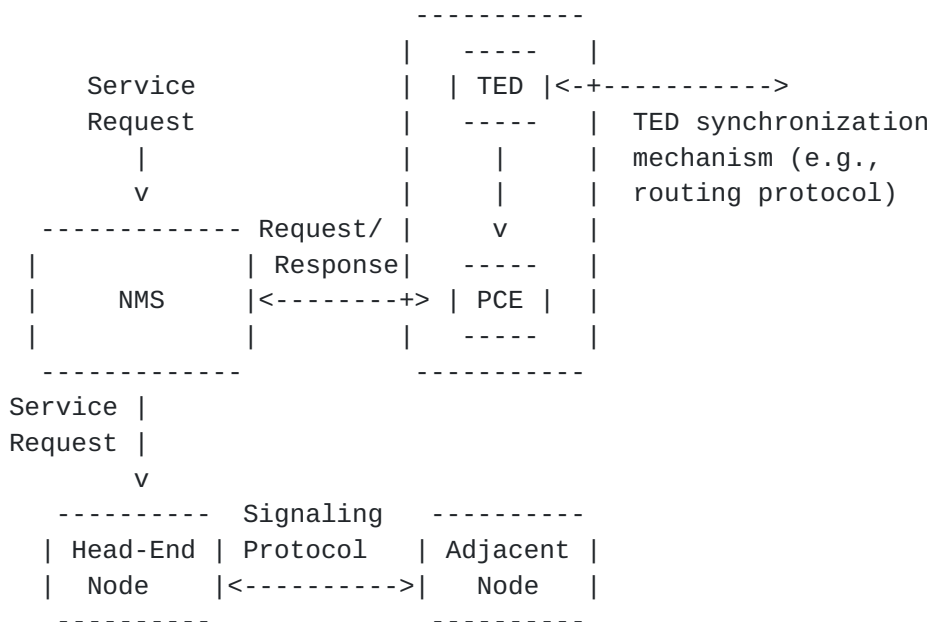 -----------
                          |   -----   |
     Service              |  | TED |<-+----------->
     Request              |   -----   |  TED synchronization
        |                 |     |     |  mechanism (e.g.,
        v                 |     |     |  routing protocol)
  ------------- Request/  |     v     |
 |             | Response|   -----   |
 |     NMS     |<--------+> | PCE |  |
 |             |          |   -----   |
  -------------            -----------
Service |
Request |
        v
   ----------  Signaling   ----------
  | Head-End | Protocol   | Adjacent |
  |  Node    |<---------->|   Node   |
   ----------              ----------